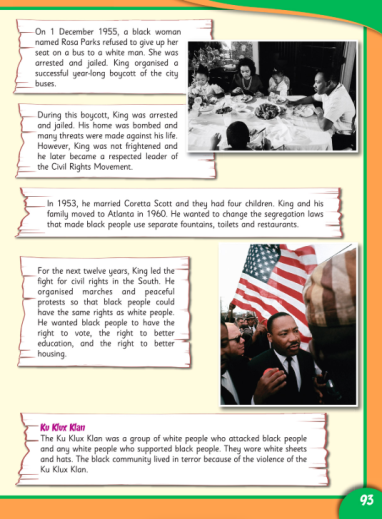 On 1 December 1955, a black woman
named Rosa Parks refused to give up her
seat on a bus to a white man. She was
arrested and jailed. King organised a
successful year-long boycott of the city
buses.
During this boycott, King was arrested
and jailed. His home was bombed and
many threats were made against his life.
However, King was not frightened and
he later became a respected leader of
the Civil Rights Movement.
In 1953, he married Coretta Scott and they had four children. King and his
family moved to Atlanta in 1960. He wanted to change the segregation laws
that made black people use separate fountains, toilets and restaurants.
For the next twelve years, King led the
fight for civil rights in the South. He
organised marches and peaceful
protests so that black people could
have the same rights as white people.
He wanted black people to have the
right to vote, the right to better
education, and the right to better
housing.
Ku Klux Klan
The Ku Klux Klan was a group of white people who attacked black people
and any white people who supported black people. They wore white sheets
and hats. The black community lived in terror because of the violence of the
Ku Klux Klan.
93